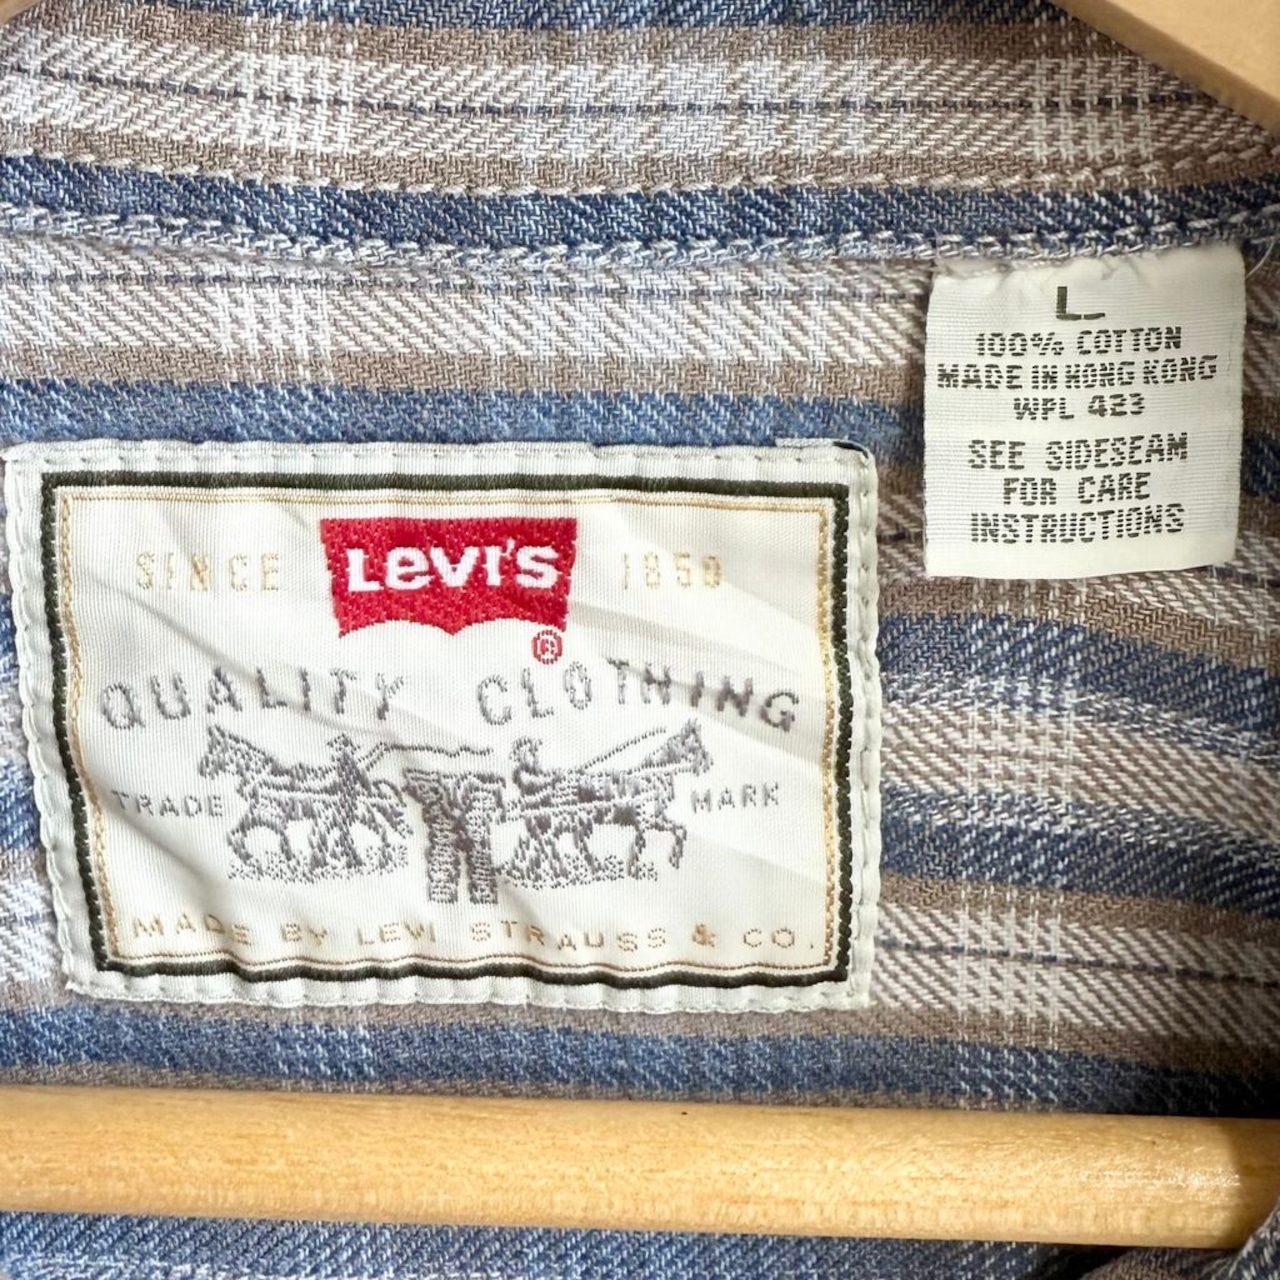 L
100% COTTON
MADE IN HONG KONG
WPL 423
SEE SIDESEAM
FOR CARE
INSTRUCTIONS
SINCE LEVI'S 1850
®
QUALITY CLOTHING
TRADE MARK
MADE BY LEVI STRAUSS & CO.